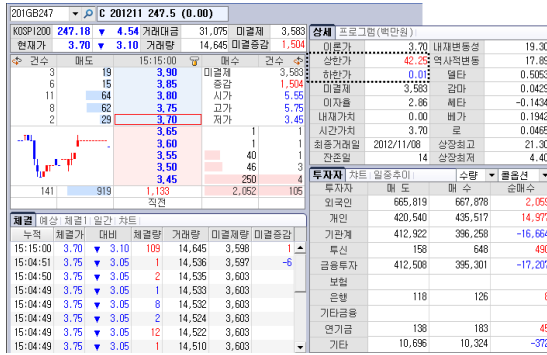 201GB247 C 201211 247.5 (0.00)
KOSPI200 247.18 ▼ 4.54 거래대금 31,075 미결제 3,583
현재가 3.70 ▼ 3.10 거래량 14,645 미결증감 1,504
건수 매도 15:15:00 매수 건수
3 19 3.90 미결제 3,583
6 15 3.85 증감 1,504
11 64 3.80 시가 5.55
8 62 3.75 고가 5.75
2 29 3.70 저가 3.45
3.65 1 1
3.60 1 1
3.55 40 1
3.50 46 3
3.45 250 4
141 919 1,133 2,052 105
직전
체결 예상 체결1 일간 차트
누적 체결가 대비 체결량 거래량 미결제량 미결증감
15:15:00 3.70 ▼ 3.10 109 14,645 3,598 1
15:04:51 3.75 ▼ 3.05 1 14,536 3,597 -6
15:04:50 3.75 ▼ 3.05 2 14,535 3,603
15:04:49 3.75 ▼ 3.05 1 14,533 3,603
15:04:49 3.75 ▼ 3.05 8 14,532 3,603
15:04:49 3.75 ▼ 3.05 2 14,524 3,603
15:04:49 3.75 ▼ 3.05 12 14,522 3,603
15:04:49 3.75 ▼ 3.05 1 14,510 3,603
상세 프로그램(백만원)
이론가 3.70 내재변동성 19.30
상한가 42.25 역사적변동 17.89
하한가 0.01 델타 0.5053
미결제 3,583 감마 0.0429
이자율 2.86 쎄타 -0.1434
내재가치 0.00 베가 0.1942
시간가치 3.70 로 0.0465
최종거래일 2012/11/08 상장최고 21.30
잔존일 14 상장최저 4.40
투자자 차트 일중추이 수량 콜옵션
투자자 매 도 매 수 순매수
외국인 665,819 667,878 2,059
개인 420,540 435,517 14,977
기관계 412,922 396,258 -16,664
투신 158 648 490
금융투자 412,508 395,301 -17,207
보험
은행 118 126 8
기타금융
연기금 138 183 45
기타 10,696 10,324 -372